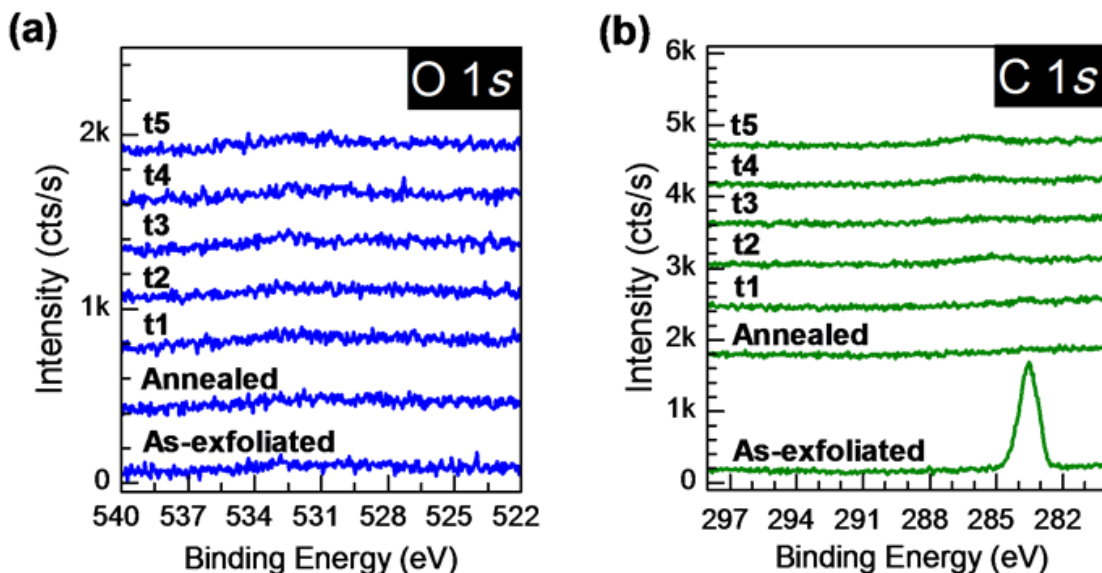 (a)
O 1s
2k
1k
0
t5
t4
t3
t2
t1
Annealed
As-exfoliated
540 537 534 531 528 525 522
Binding Energy (eV)
Intensity (cts/s)
(b)
C 1s
6k
5k
4k
3k
2k
1k
0
t5
t4
t3
t2
t1
Annealed
As-exfoliated
297 294 291 288 285 282
Binding Energy (eV)
Intensity (cts/s)